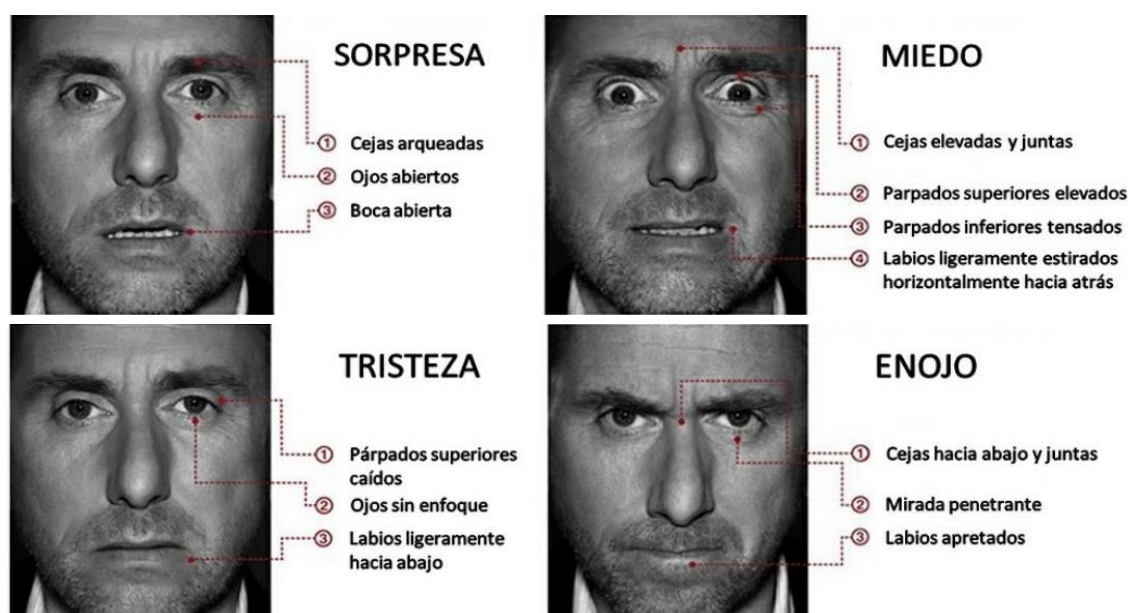 SORPRESA
① Cejas arqueadas
② Ojos abiertos
③ Boca abierta
MIEDO
① Cejas elevadas y juntas
② Parpados superiores elevados
③ Parpados inferiores tensados
④ Labios ligeramente estirados
horizontalmente hacia atrás
TRISTEZA
① Párpados superiores
caídos
② Ojos sin enfoque
③ Labios ligeramente
hacia abajo
ENOJO
① Cejas hacia abajo y juntas
② Mirada penetrante
③ Labios apretados